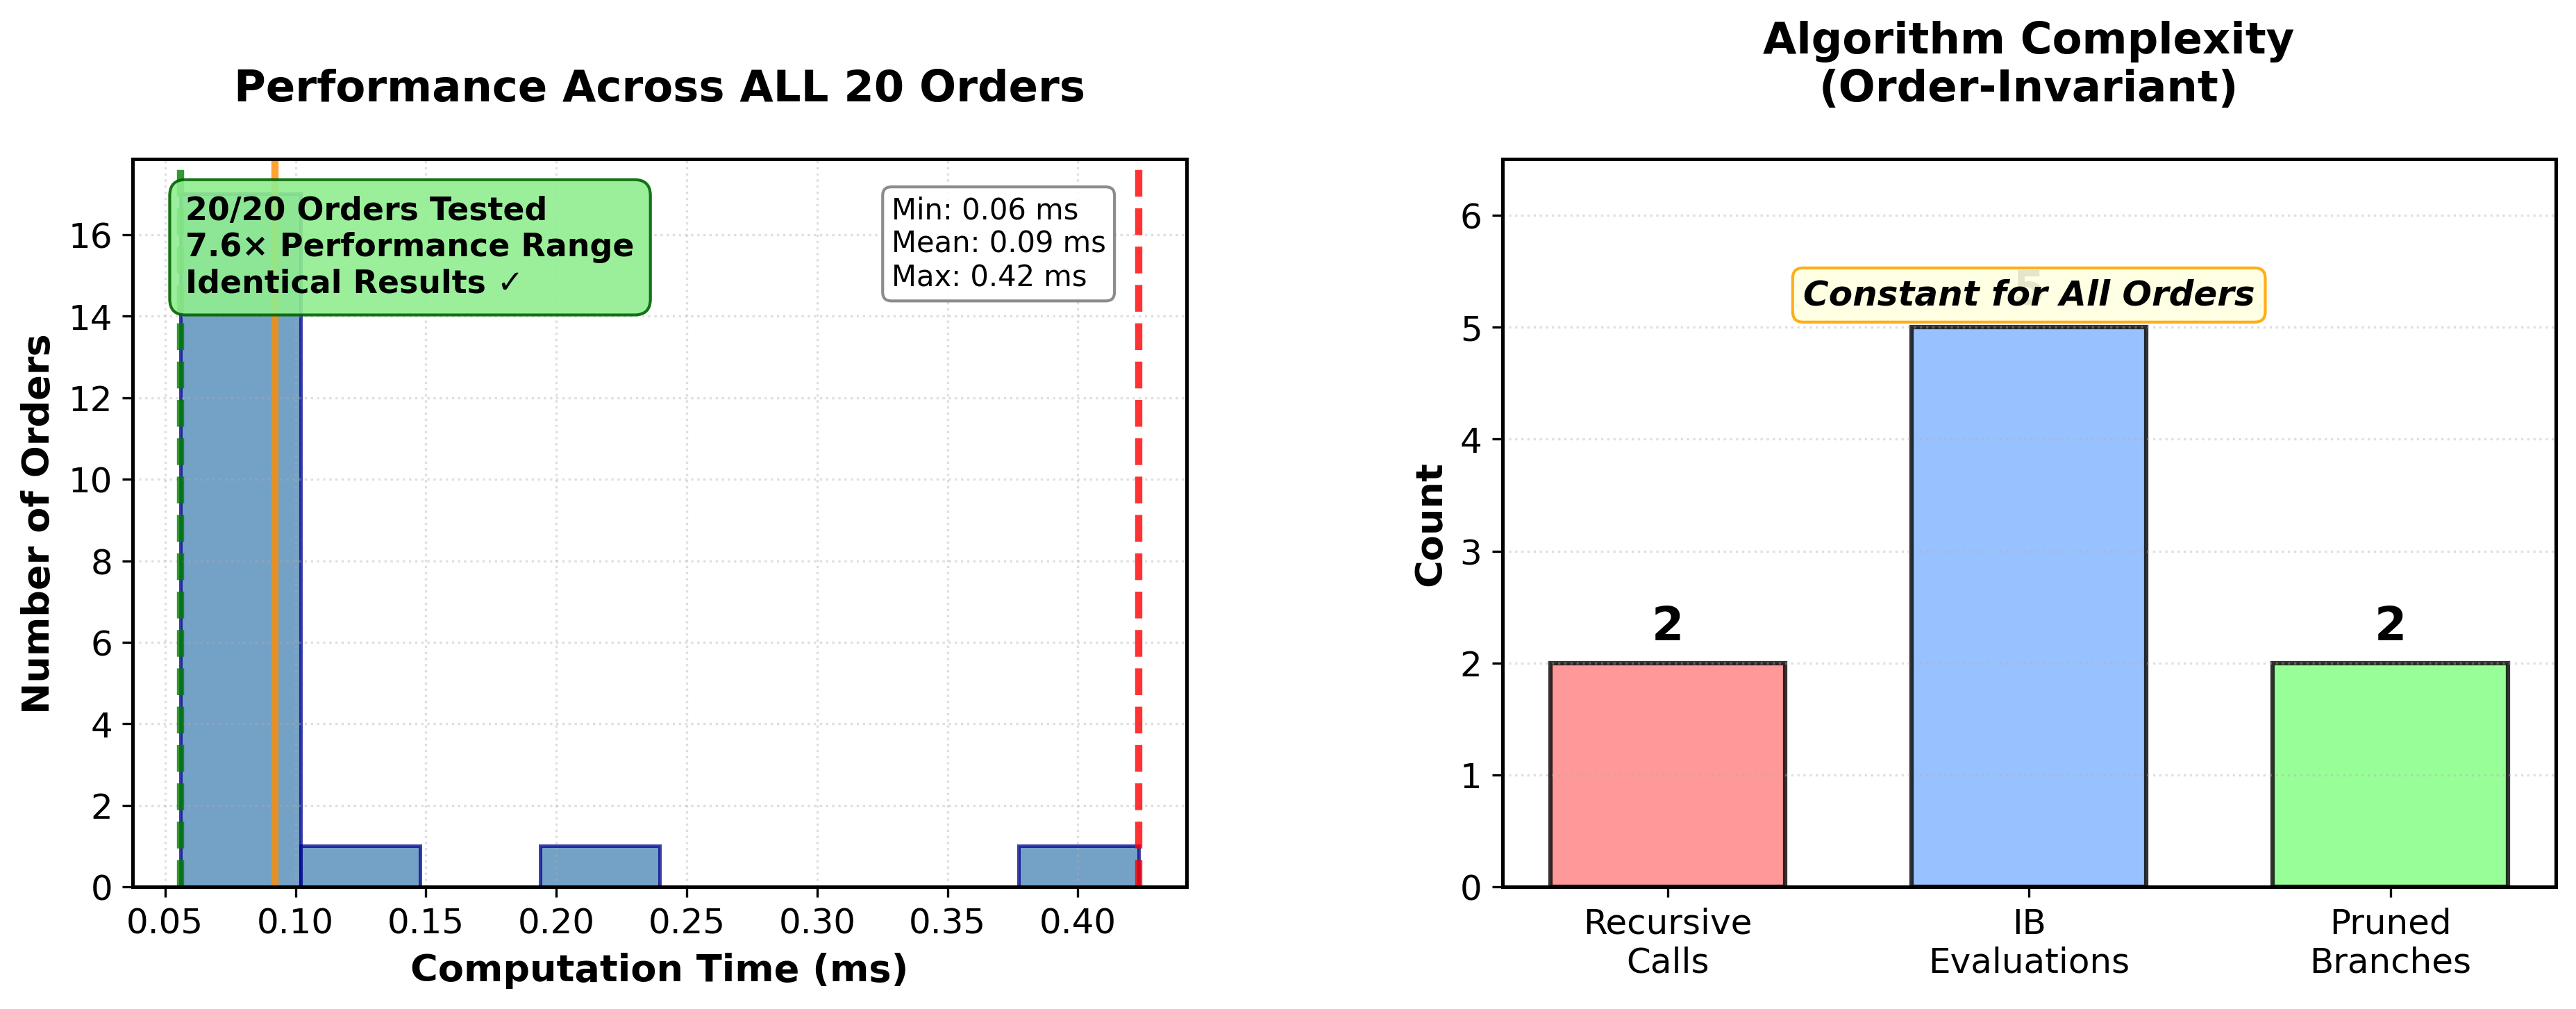 Performance Across ALL 20 Orders
20/20 Orders Tested
7.6× Performance Range
Identical Results ✓
Min: 0.06 ms
Mean: 0.09 ms
Max: 0.42 ms
Number of Orders
16
14
12
10
8
6
4
2
0
0.05 0.10 0.15 0.20 0.25 0.30 0.35 0.40
Computation Time (ms)
Algorithm Complexity
(Order-Invariant)
Constant for All Orders
Count
6
5
4
3
2
1
0
2
2
Recursive
Calls
IB
Evaluations
Pruned
Branches